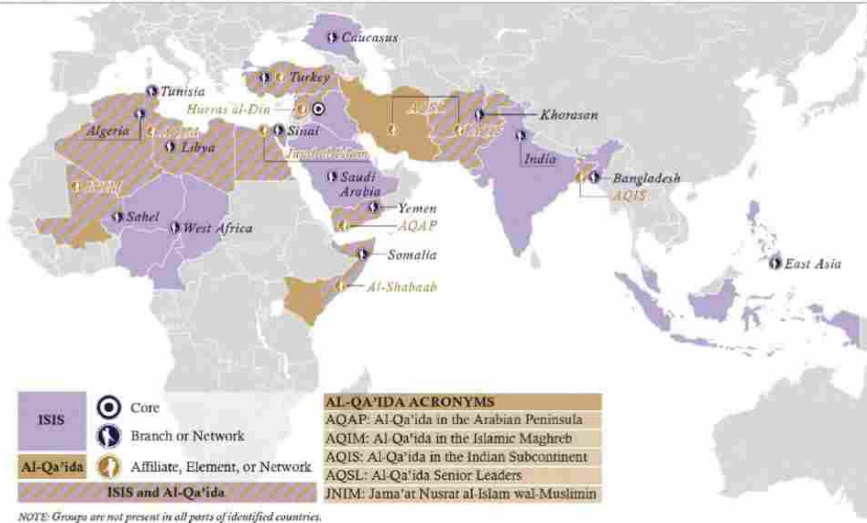 Caucasus
Turkey
Tunisia
Hurras al-Din
Algeria
Libya
Sinai
Khorasan
India
Saudi
Arabia
Bangladesh
AQIS
Yemen
AQAP
Sahel
West Africa
Somalia
Al-Shabaab
East Asia
ISIS
Core
Branch or Network
Al-Qa'ida
Affiliate, Element, or Network
ISIS and Al-Qa'ida
AL-QA'IDA ACRONYMS
AQAP: Al-Qa'ida in the Arabian Peninsula
AQIM: Al-Qa'ida in the Islamic Maghreb
AQIS: Al-Qa'ida in the Indian Subcontinent
AQSL: Al-Qa'ida Senior Leaders
JNIM: Jama'at Nusrat al-Islam wal-Muslimin
NOTE: Groups are not present in all parts of identified countries.